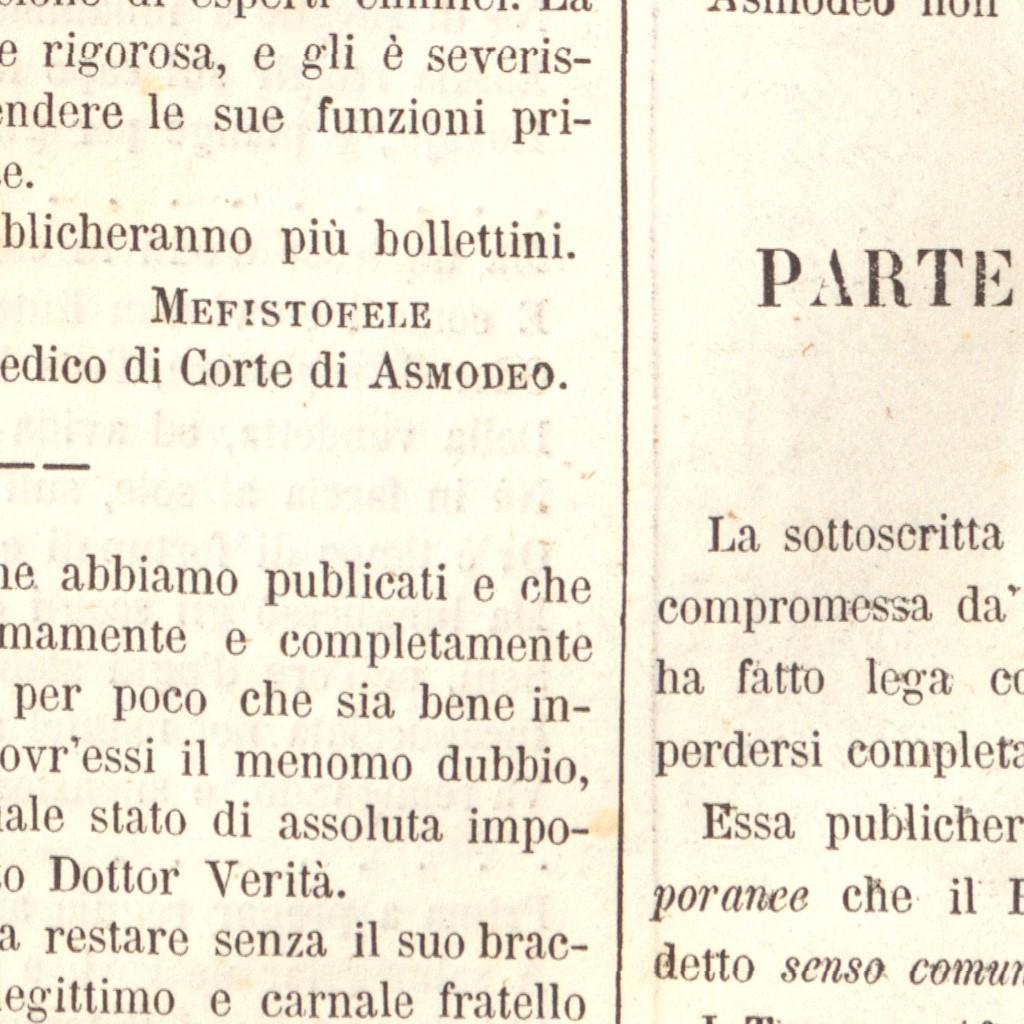 zione di esperti chimici. La
e rigorosa, e gli è severis-
endere le sue funzioni pri-
e.
blicheranno più bollettini.
MEFISTOFELE
edico di Corte di ASMODEO.
ne abbiamo publicati e che
mamente e completamente
per poco che sia bene in-
ovr'essi il menomo dubbio,
uale stato di assoluta impo-
o Dottor Verità.
a restare senza il suo brac-
legittimo e carnale fratello
Asmodeo non
PARTE
La sottoscritta
compromessa da'
ha fatto lega co
perdersi completa
Essa publicher
poranee che il
detto senso comun